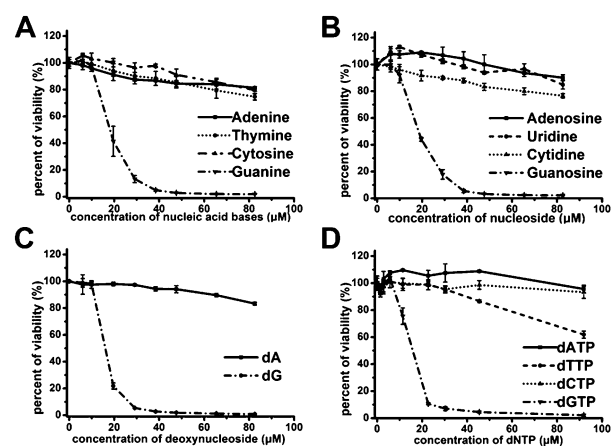 A
percent of viability (%)
120
100
80
60
40
20
0
Adenine
Thymine
Cytosine
Guanine
0 20 40 60 80 100
concentration of nucleic acid bases (µM)
B
percent of viability (%)
120
100
80
60
40
20
0
Adenosine
Uridine
Cytidine
Guanosine
0 20 40 60 80 100
concentration of nucleoside (µM)
C
percent of viability (%)
120
100
80
60
40
20
0
dA
dG
0 20 40 60 80 100
concentration of deoxynucleoside (µM)
D
percent of viability (%)
120
100
80
60
40
20
0
dATP
dTTP
dCTP
dGTP
0 20 40 60 80 100
concentration of dNTP (µM)